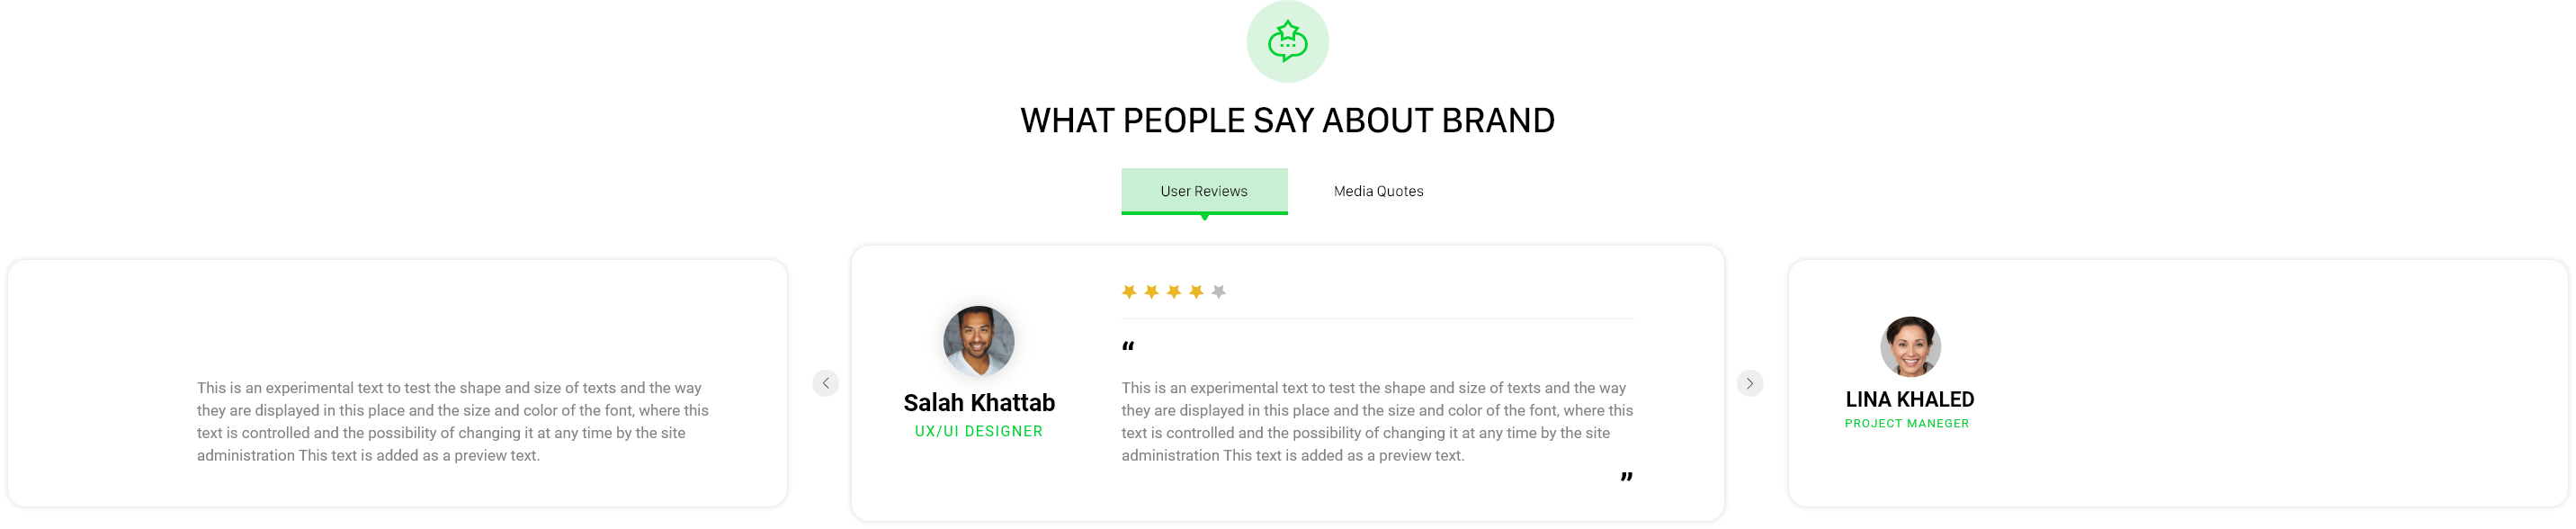 WHAT PEOPLE SAY ABOUT BRAND
User Reviews
Media Quotes
This is an experimental text to test the shape and size of texts and the way
they are displayed in this place and the size and color of the font, where this
text is controlled and the possibility of changing it at any time by the site
administration This text is added as a preview text.
Salah Khattab
UX/UI DESIGNER
“
This is an experimental text to test the shape and size of texts and the way
they are displayed in this place and the size and color of the font, where this
text is controlled and the possibility of changing it at any time by the site
administration This text is added as a preview text.
”
LINA KHALED
PROJECT MANEGER